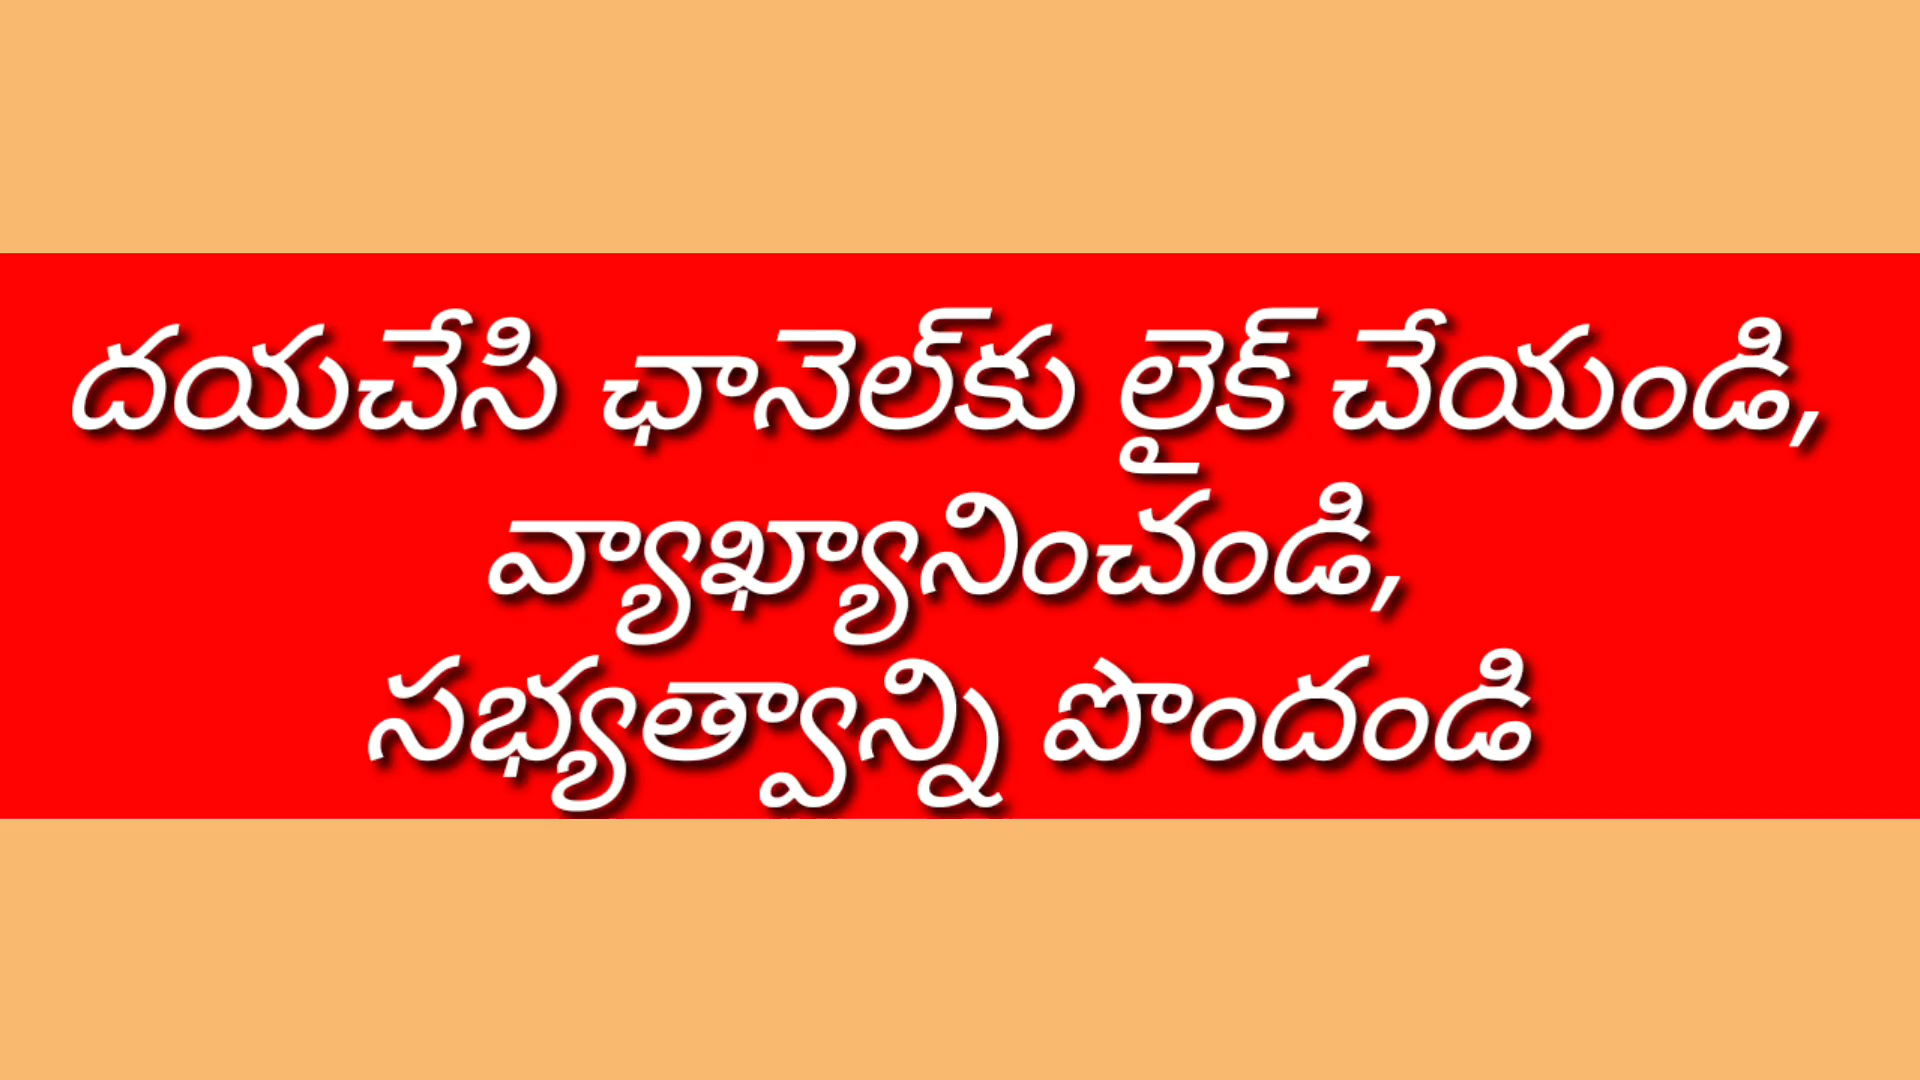 దయచేసి ఛానెల్‌కు లైక్ చేయండి,
వ్యాఖ్యానించండి,
సభ్యత్వాన్ని పొందండి